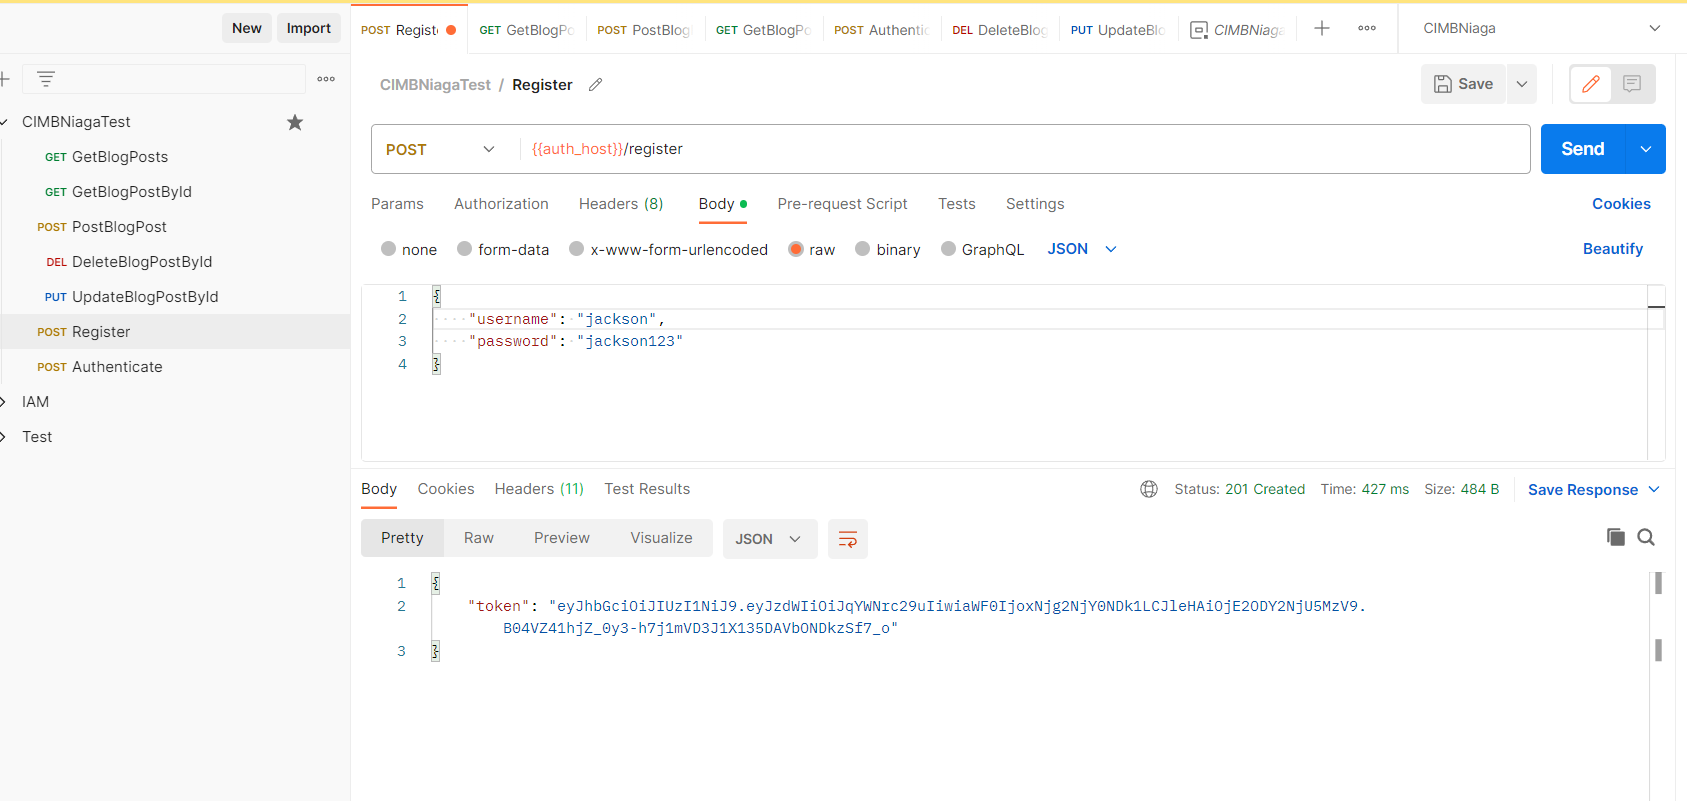 New Import
POST Registe GET GetBlogPo POST PostBlog GET GetBlogPo POST Authentic DEL DeleteBlog PUT UpdateBlo CIMBNiaga CIMBNiaga
CIMBNiagaTest / Register Save
CIMBNiagaTest
GET GetBlogPosts
GET GetBlogPostById
POST PostBlogPost
DEL DeleteBlogPostById
PUT UpdateBlogPostById
POST Register
POST Authenticate
IAM
Test
POST {{auth_host}}/register Send
Params Authorization Headers (8) Body Pre-request Script Tests Settings Cookies
none form-data x-www-form-urlencoded raw binary GraphQL JSON Beautify
1 {
2 "username": "jackson",
3 "password": "jackson123"
4 }
Body Cookies Headers (11) Test Results Status: 201 Created Time: 427 ms Size: 484 B Save Response
Pretty Raw Preview Visualize JSON
1 {
2 "token": "eyJhbGciOiJIUzI1NiJ9.eyJzdWIiOiJqYWNrc29uIiwiaWF0IjoxNjg2NjY0NDk1LCJleHAiOjE2ODY2NjU5MzV9.
B04VZ41hjZ_0y3-h7j1mVD3J1X135DAVbONDkzSf7_o"
3 }